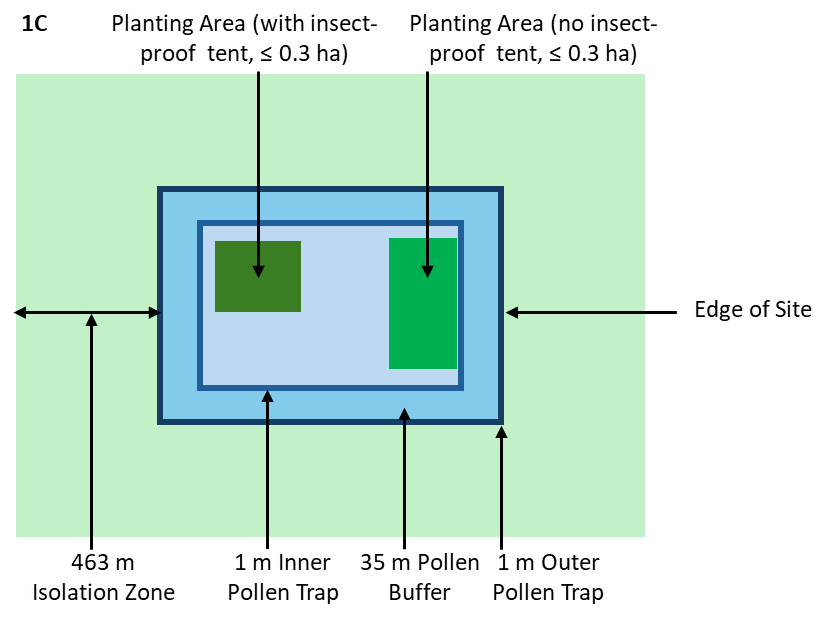 1C
Planting Area (with insect-
proof  tent, ≤ 0.3 ha)
Planting Area (no insect-
proof  tent, ≤ 0.3 ha)
Edge of Site
463 m
Isolation Zone
1 m Inner
Pollen Trap
35 m Pollen
Buffer
1 m Outer
Pollen Trap